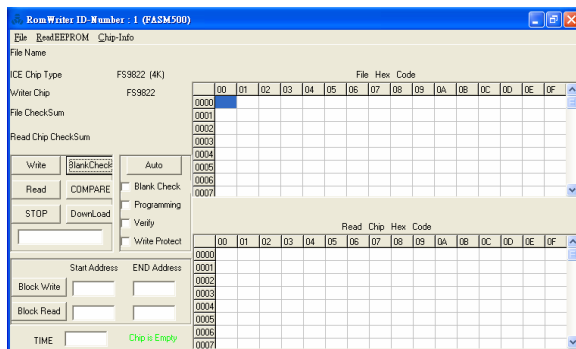 RomWriter ID-Number : 1 (FASM500)
File ReadEEPROM Chip-Info
File Name
ICE Chip Type FS9822 (4K)
Writer Chip FS9822
File CheckSum
Read Chip CheckSum
File Hex Code
00 01 02 03 04 05 06 07 08 09 0A 0B 0C 0D 0E 0F
0000
0001
0002
0003
0004
0005
0006
0007
Write BlankCheck Auto
Read COMPARE Blank Check
STOP DownLoad Programming
Verify
Write Protect
Read Chip Hex Code
00 01 02 03 04 05 06 07 08 09 0A 0B 0C 0D 0E 0F
0000
0001
0002
0003
0004
0005
0006
0007
Start Address END Address
Block Write
Block Read
TIME Chip is Empty